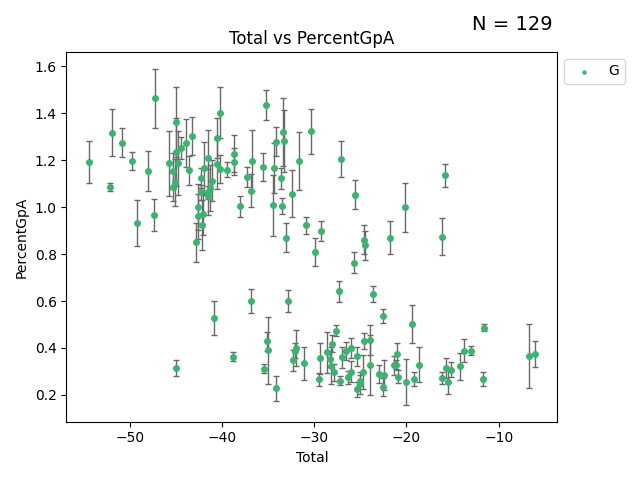 N = 129
Total vs PercentGpA
G
PercentGpA
1.6
1.4
1.2
1.0
0.8
0.6
0.4
0.2
−50 −40 −30 −20 −10
Total